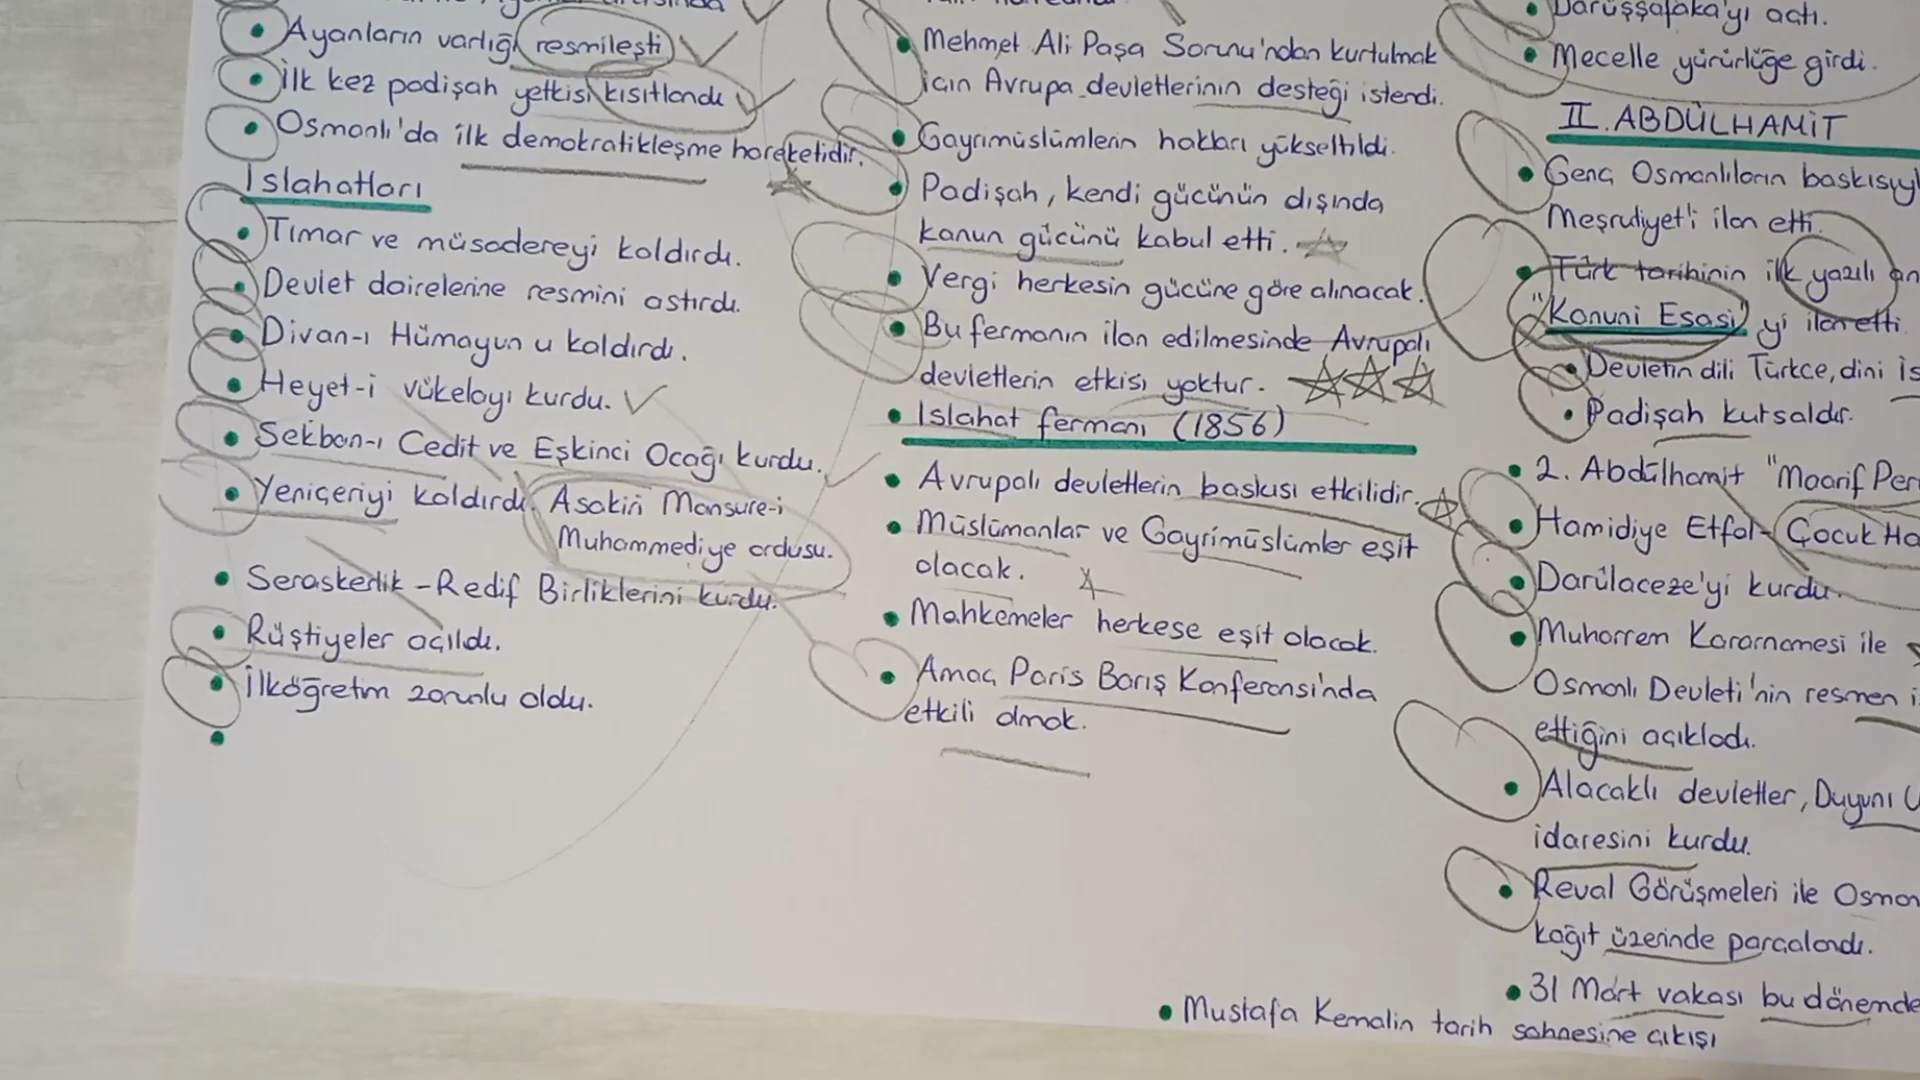 Ayanların varlığı resmileşti
İlk kez padişah yetkisi kısıtlandı
Osmanlı'da ilk demokratikleşme hareketidir.
Islahatları
Tımar ve müsadereyi kaldırdı.
Devlet dairelerine resmini astırdı.
Divan-ı Hümayun u kaldırdı.
Heyet-i vükelayı kurdu.
Sekban-ı Cedit ve Eşkinci Ocağı kurdu.
Yeniçeriyi kaldırdı. Asakiri Mansure-i
Muhammediye ordusu.
Seraskerlik - Redif Birliklerini kurdu.
Rüştiyeler açıldı.
İlköğretim zorunlu oldu.
Mehmet Ali Paşa Sorunu'ndan kurtulmak
için Avrupa devletlerinin desteği istendi.
Gayrimüslümlerin hakları yükseltildi.
Padişah, kendi gücünün dışında
kanun gücünü kabul etti.
Vergi herkesin gücüne göre alınacak.
Bu fermanın ilan edilmesinde Avrupalı
devletlerin etkisi yoktur.
Islahat fermanı (1856)
Avrupalı devletlerin baskısı etkilidir.
Müslümanlar ve Gayrimüslümler eşit
olacak.
Mahkemeler herkese eşit olacak.
Amaç Paris Barış Konferansı'nda
etkili olmak.
Darüşşafaka'yı açtı.
Mecelle yürürlüğe girdi.
II. ABDÜLHAMİT
Genç Osmanlıların baskısıyl
Meşrutiyet'i ilan etti.
Türk tarihinin ilk yazılı an
"Kanuni Esasi" yi ilan etti
Devletin dili Türkçe, dini is
Padişah kutsaldır.
2. Abdülhamit "Maarif Per
Hamidiye Etfal - Çocuk Ha
Darülaceze'yi kurdu.
Muharrem Kararnamesi ile
Osmanlı Devleti'nin resmen i
ettiğini açıkladı.
Alacaklı devletler, Duyunı U
idaresini kurdu.
Reval Görüşmeleri ile Osman
kağıt üzerinde parçalandı.
31 Mart vakası bu dönemde
Mustafa Kemalin tarih sahnesine çıkışı